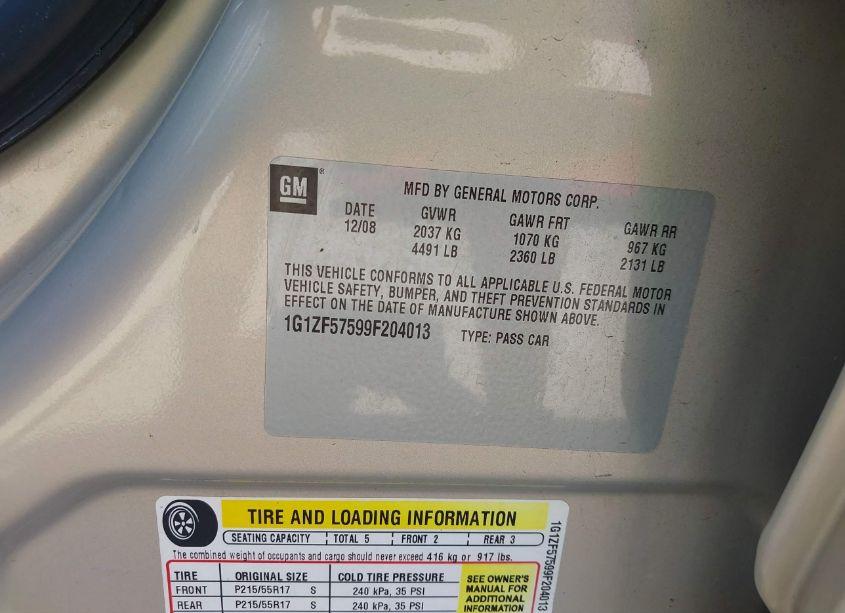 GM ®
MFD BY GENERAL MOTORS CORP.
DATE GVWR GAWR FRT GAWR RR
12/08 2037 KG 1070 KG 967 KG
4491 LB 2360 LB 2131 LB
THIS VEHICLE CONFORMS TO ALL APPLICABLE U.S. FEDERAL MOTOR
VEHICLE SAFETY, BUMPER, AND THEFT PREVENTION STANDARDS IN
EFFECT ON THE DATE OF MANUFACTURE SHOWN ABOVE.
1G1ZF57599F204013 TYPE: PASS CAR
TIRE AND LOADING INFORMATION
SEATING CAPACITY TOTAL 5 FRONT 2 REAR 3
The combined weight of occupants and cargo should never exceed 416 kg or 917 lbs.
TIRE ORIGINAL SIZE COLD TIRE PRESSURE
FRONT P215/55R17 S 240 kPa, 35 PSI
REAR P215/55R17 S 240 kPa, 35 PSI
SEE OWNER'S
MANUAL FOR
ADDITIONAL
INFORMATION
1G1ZF57599F204013